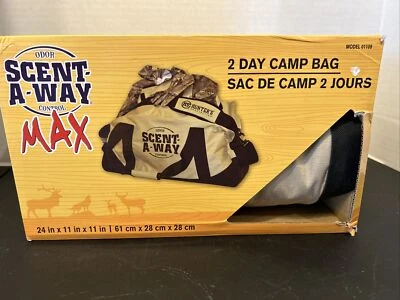 MODEL 01109
ODOR
SCENT-
A-WAY
CONTROL
MAX
2 DAY CAMP BAG
SAC DE CAMP 2 JOURS
HUNTER'S
SCENT-
A-WAY
24 in x 11 in x 11 in | 61 cm x 28 cm x 28 cm